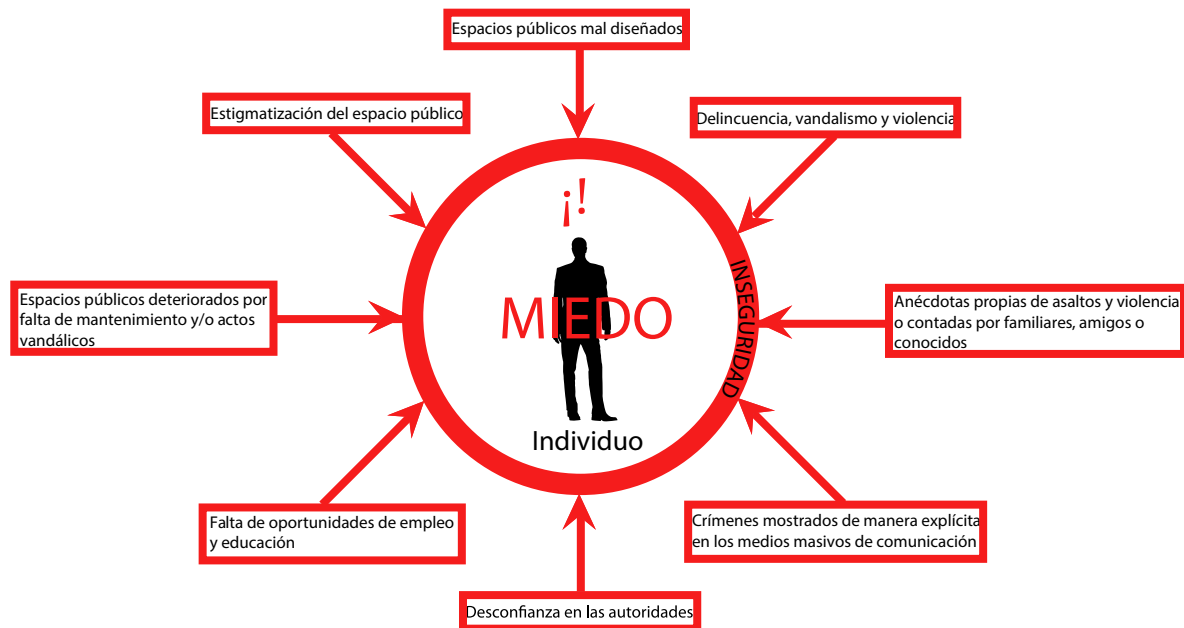 Espacios públicos mal diseñados
Estigmatización del espacio público
Delincuencia, vandalismo y violencia
¡!
INSEGURIDAD
MIEDO
Espacios públicos deteriorados por
falta de mantenimiento y/o actos
vandálicos
Anécdotas propias de asaltos y violencia
o contadas por familiares, amigos o
conocidos
Individuo
Falta de oportunidades de empleo
y educación
Crímenes mostrados de manera explícita
en los medios masivos de comunicación
Desconfianza en las autoridades